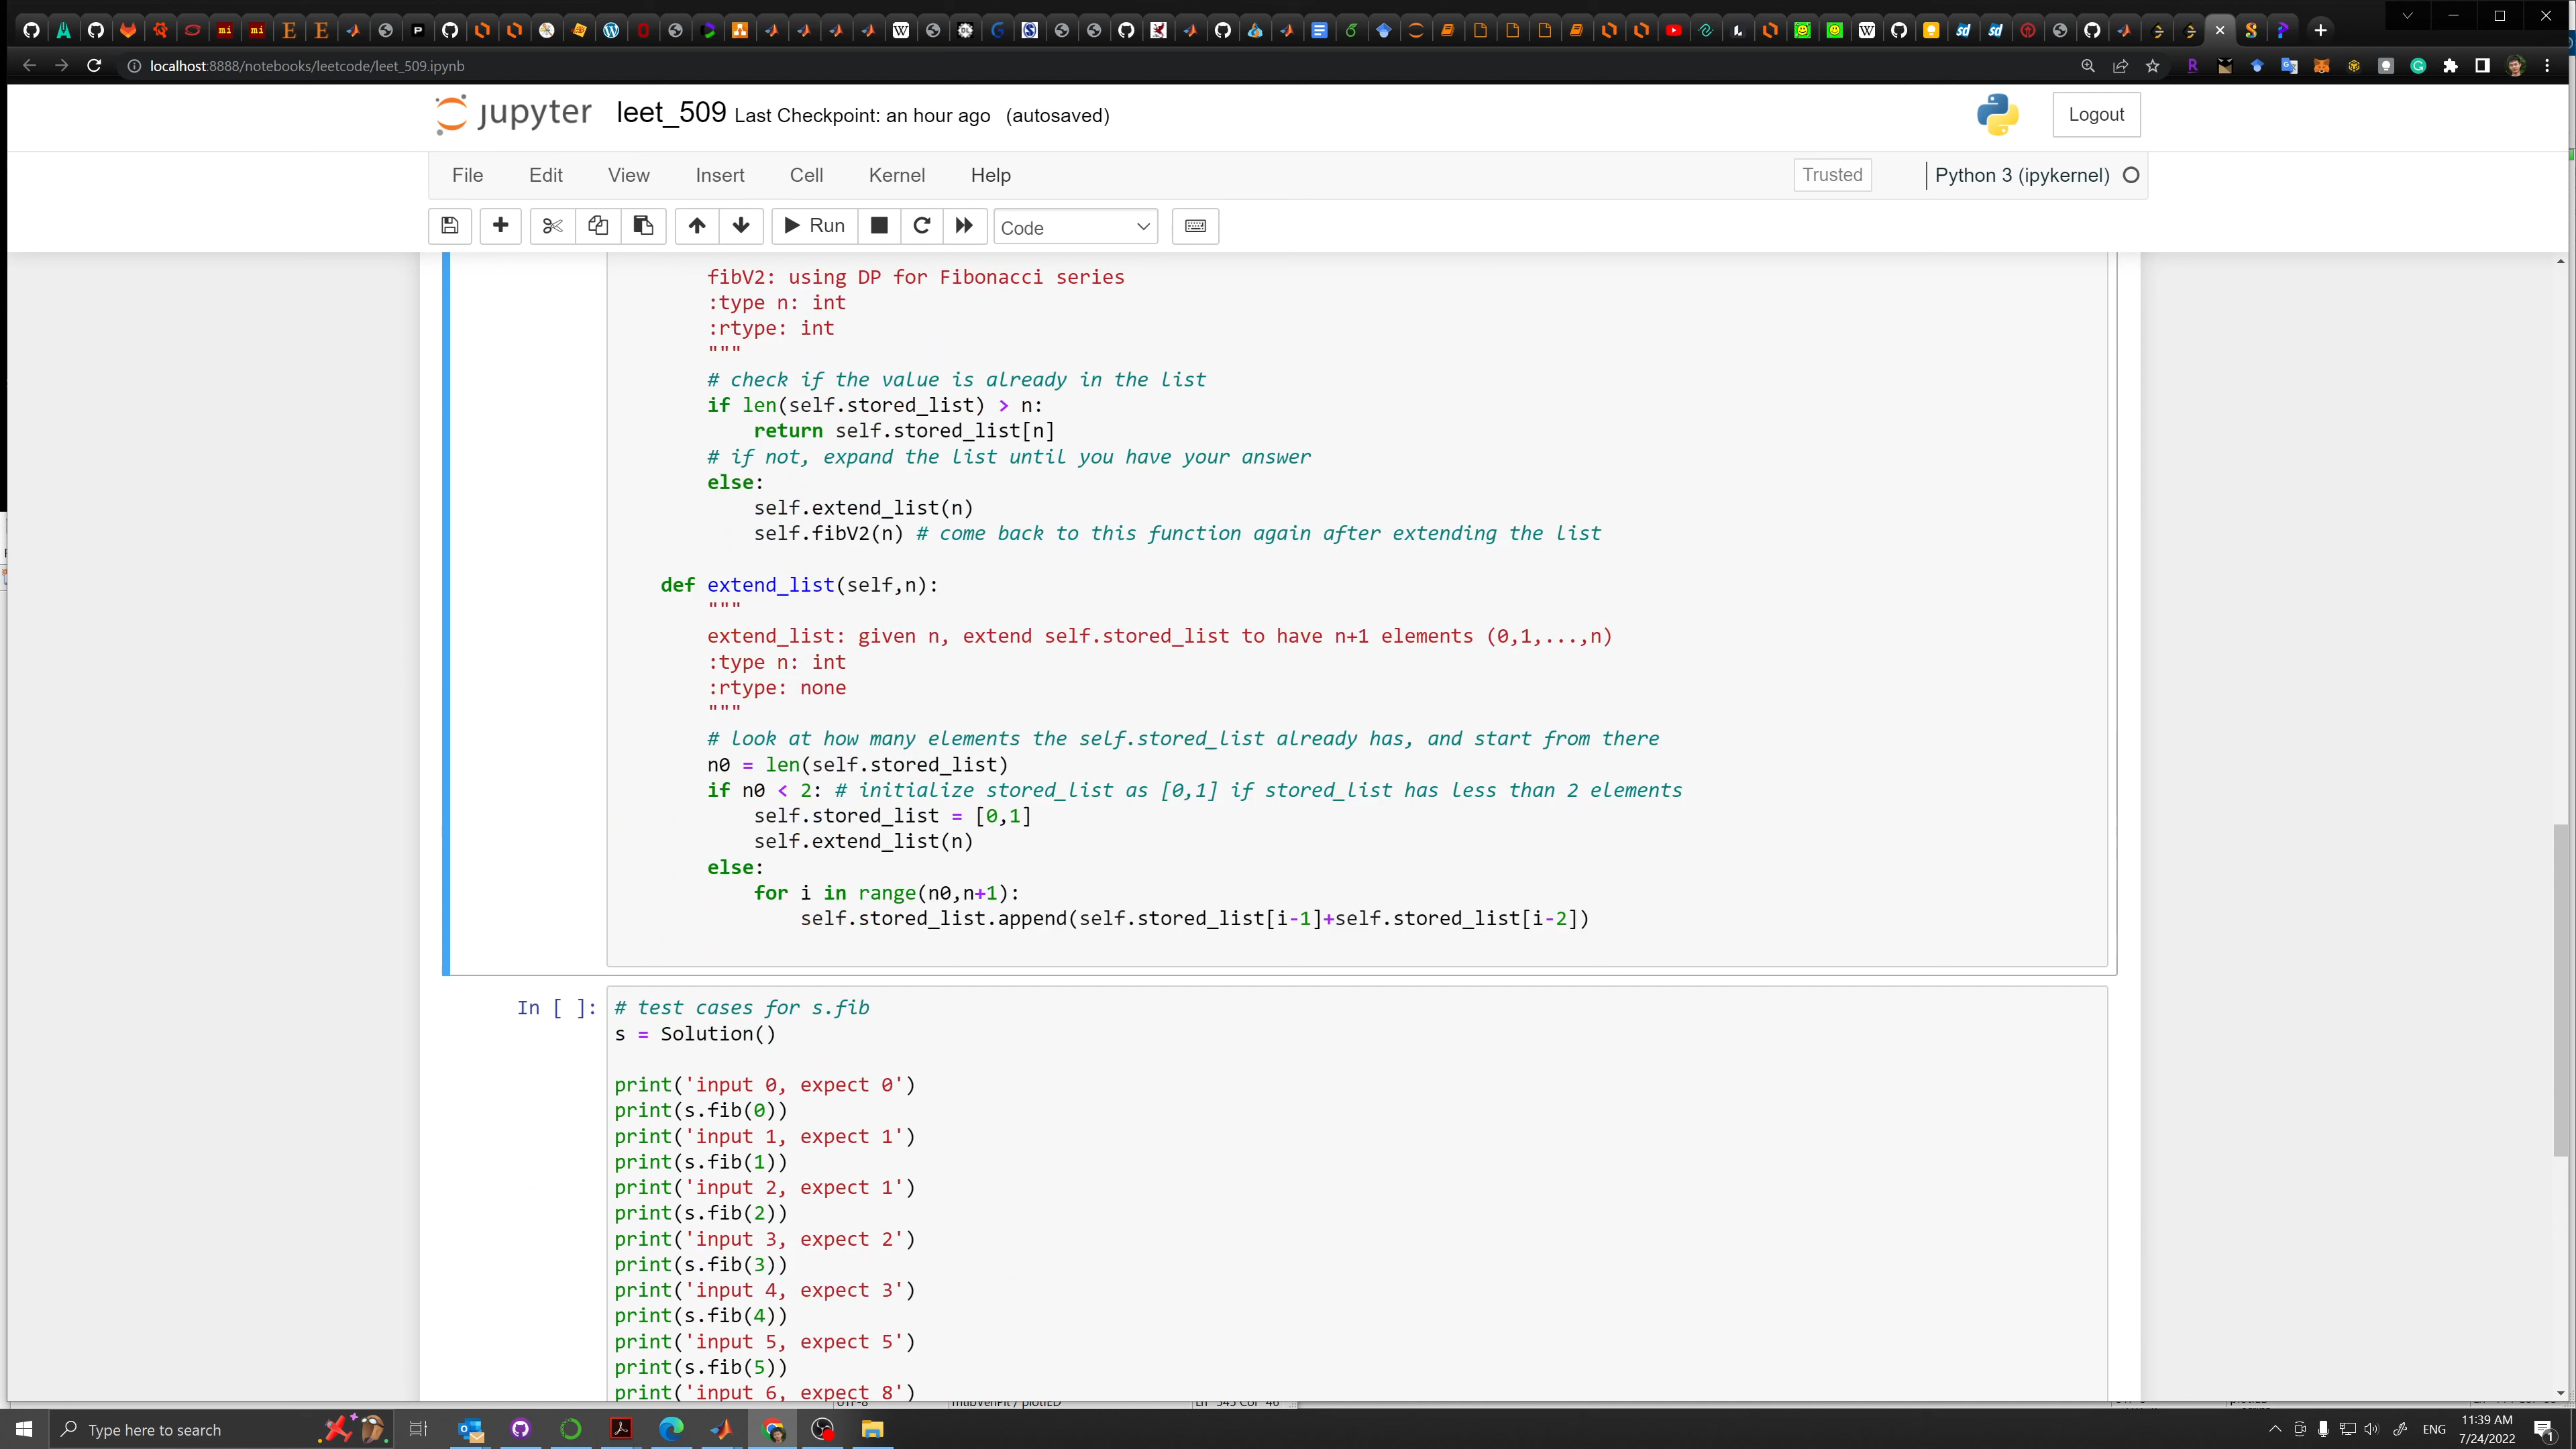 localhost:8888/notebooks/leetcode/leet_509.ipynb
jupyter leet_509 Last Checkpoint: an hour ago (autosaved)
Logout
File Edit View Insert Cell Kernel Help
Trusted
Python 3 (ipykernel)
Run
Code
fibV2: using DP for Fibonacci series
:type n: int
:rtype: int
"""
# check if the value is already in the list
if len(self.stored_list) > n:
return self.stored_list[n]
# if not, expand the list until you have your answer
else:
self.extend_list(n)
self.fibV2(n) # come back to this function again after extending the list
def extend_list(self,n):
"""
extend_list: given n, extend self.stored_list to have n+1 elements (0,1,...,n)
:type n: int
:rtype: none
"""
# look at how many elements the self.stored_list already has, and start from there
n0 = len(self.stored_list)
if n0 < 2: # initialize stored_list as [0,1] if stored_list has less than 2 elements
self.stored_list = [0,1]
self.extend_list(n)
else:
for i in range(n0,n+1):
self.stored_list.append(self.stored_list[i-1]+self.stored_list[i-2])
In [ ]:
# test cases for s.fib
s = Solution()
print('input 0, expect 0')
print(s.fib(0))
print('input 1, expect 1')
print(s.fib(1))
print('input 2, expect 1')
print(s.fib(2))
print('input 3, expect 2')
print(s.fib(3))
print('input 4, expect 3')
print(s.fib(4))
print('input 5, expect 5')
print(s.fib(5))
print('input 6, expect 8')
Type here to search
ENG
11:39 AM
7/24/2022